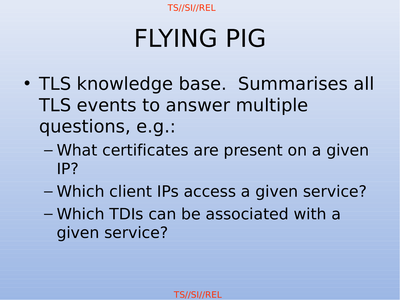 TS//SI//REL
FLYING PIG
• TLS knowledge base.  Summarises all
TLS events to answer multiple
questions, e.g.:
– What certificates are present on a given
IP?
– Which client IPs access a given service?
– Which TDIs can be associated with a
given service?
TS//SI//REL